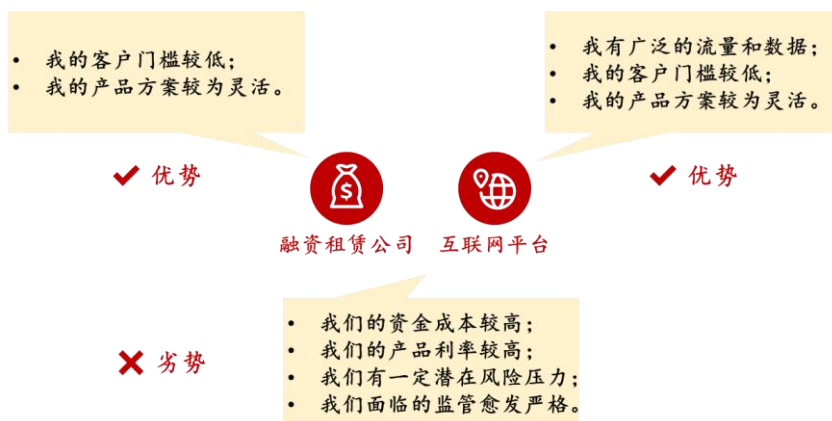 • 我的客户门槛较低；
• 我的产品方案较为灵活。
• 我有广泛的流量和数据；
• 我的客户门槛较低；
• 我的产品方案较为灵活。
优势
优势
$
融资租赁公司
互联网平台
• 我们的资金成本较高；
• 我们的产品利率较高；
• 我们有一定潜在风险压力；
• 我们面临的监管愈发严格。
劣势